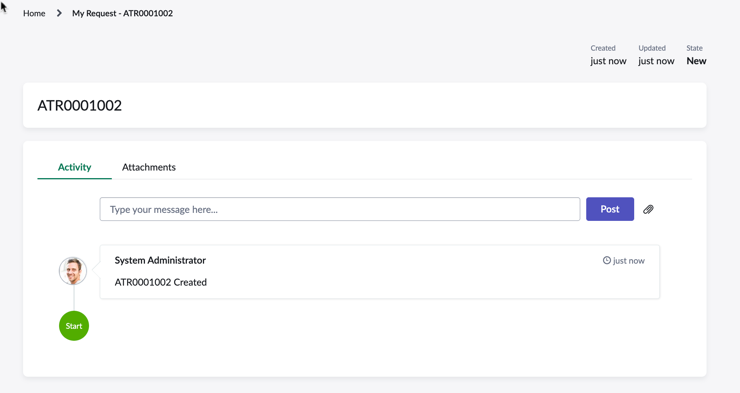 Home > My Request - ATR0001002
Created Updated State
just now just now New
ATR0001002
Activity Attachments
Type your message here... Post
System Administrator just now
ATR0001002 Created
Start